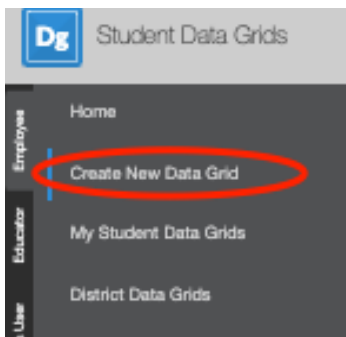 Dg Student Data Grids
Employee
Home
Create New Data Grid
Educator
My Student Data Grids
District Data Grids
User